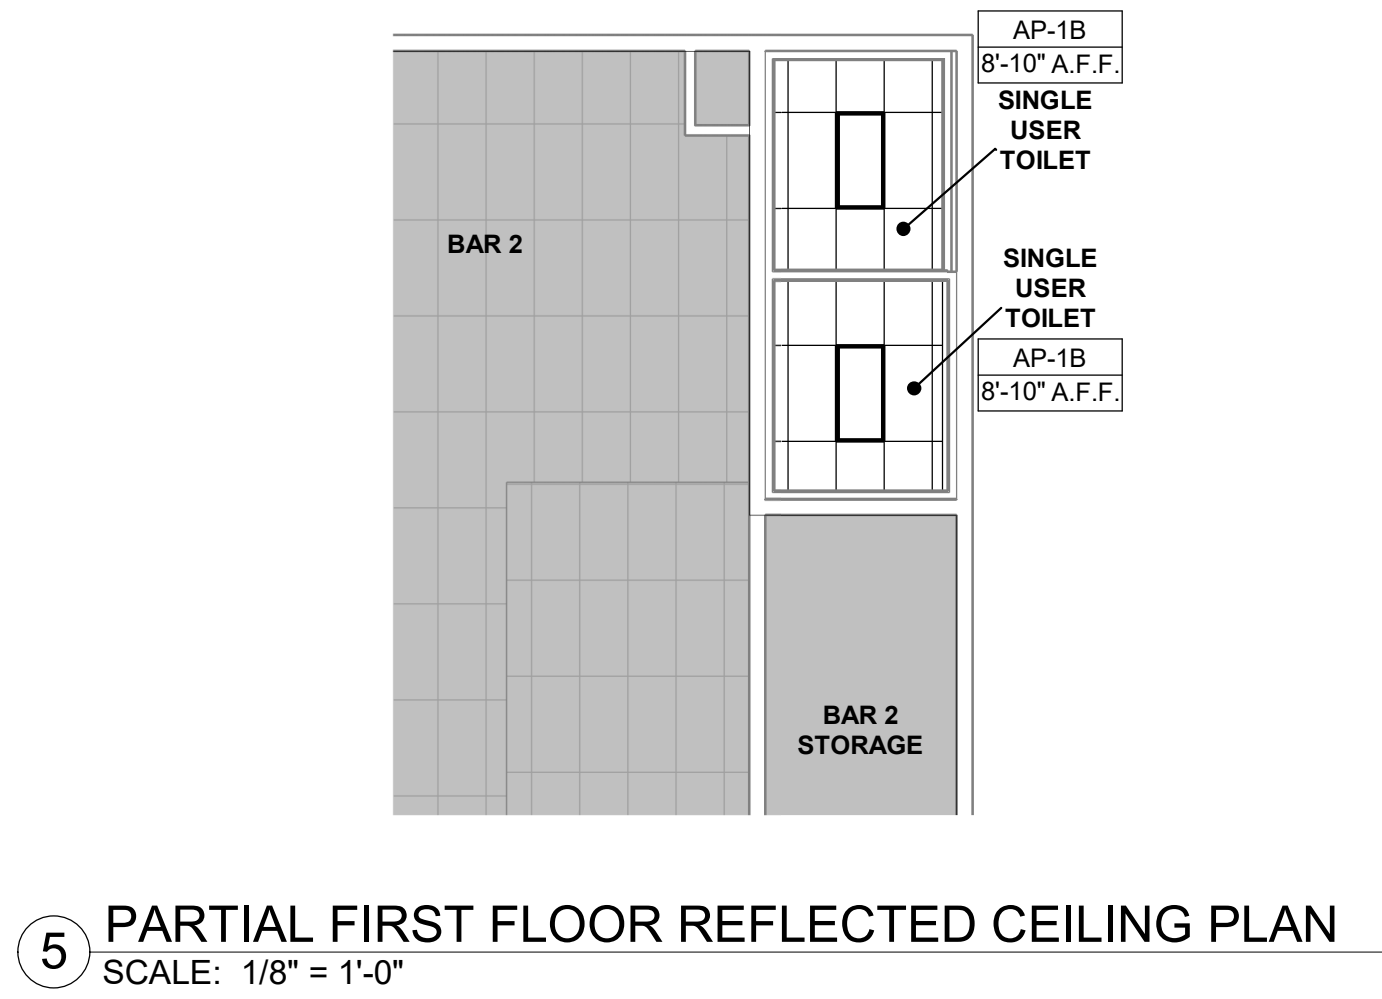 AP-1B
8'-10" A.F.F.
SINGLE
USER
TOILET
BAR 2
SINGLE
USER
TOILET
AP-1B
8'-10" A.F.F.
BAR 2
STORAGE
5
PARTIAL FIRST FLOOR REFLECTED CEILING PLAN
SCALE: 1/8" = 1'-0"